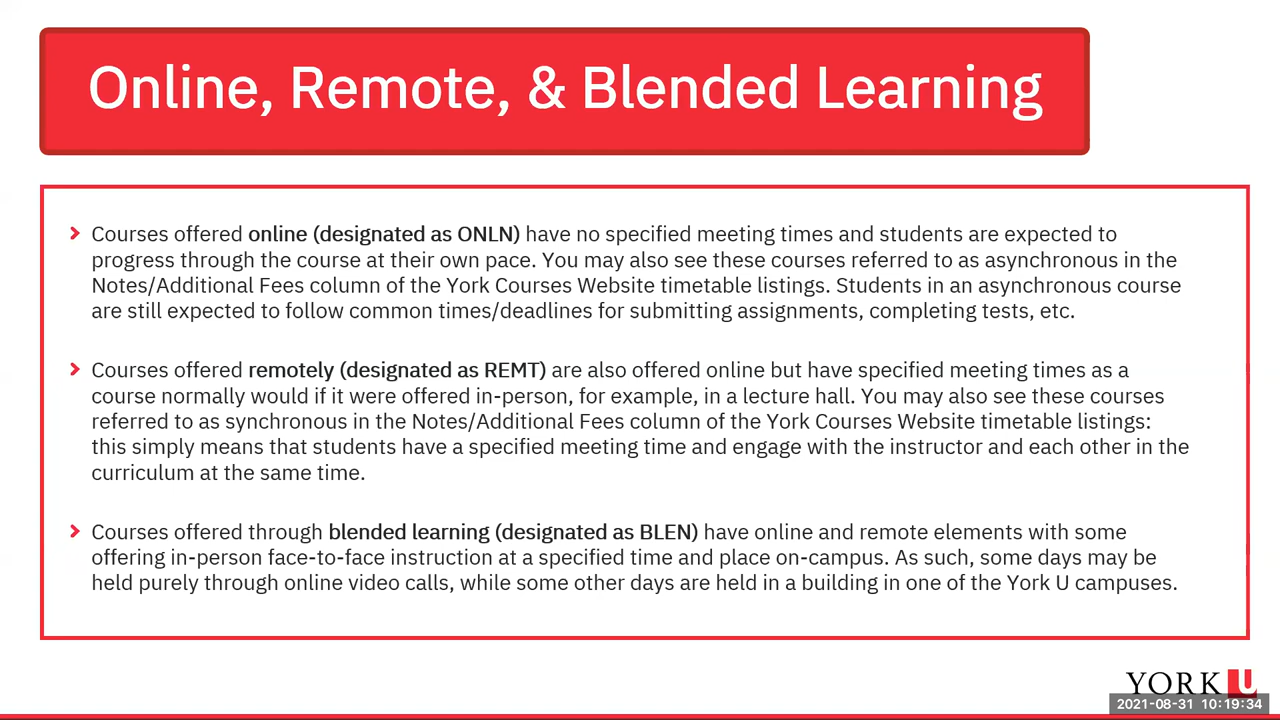 Online, Remote, & Blended Learning
Courses offered online (designated as ONLN) have no specified meeting times and students are expected to
progress through the course at their own pace. You may also see these courses referred to as asynchronous in the
Notes/Additional Fees column of the York Courses Website timetable listings. Students in an asynchronous course
are still expected to follow common times/deadlines for submitting assignments, completing tests, etc.
Courses offered remotely (designated as REMT) are also offered online but have specified meeting times as a
course normally would if it were offered in-person, for example, in a lecture hall. You may also see these courses
referred to as synchronous in the Notes/Additional Fees column of the York Courses Website timetable listings:
this simply means that students have a specified meeting time and engage with the instructor and each other in the
curriculum at the same time.
Courses offered through blended learning (designated as BLEN) have online and remote elements with some
offering in-person face-to-face instruction at a specified time and place on-campus. As such, some days may be
held purely through online video calls, while some other days are held in a building in one of the York U campuses.
YORK U
2021-08-31 10:19:34